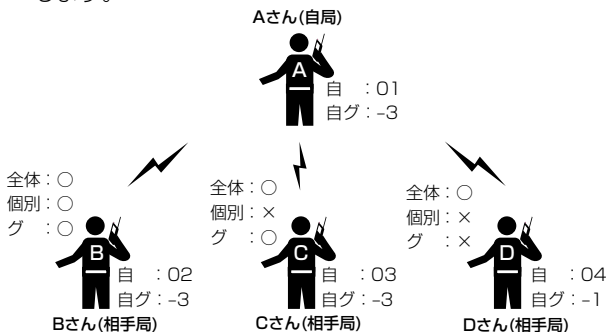 Aさん(自局)
A
自　：01
自グ：-3
全体：○
個別：○
グ　：○
B
自　：02
自グ：-3
Bさん(相手局)
全体：○
個別：×
グ　：○
C
自　：03
自グ：-3
Cさん(相手局)
全体：○
個別：×
グ　：×
D
自　：04
自グ：-1
Dさん(相手局)